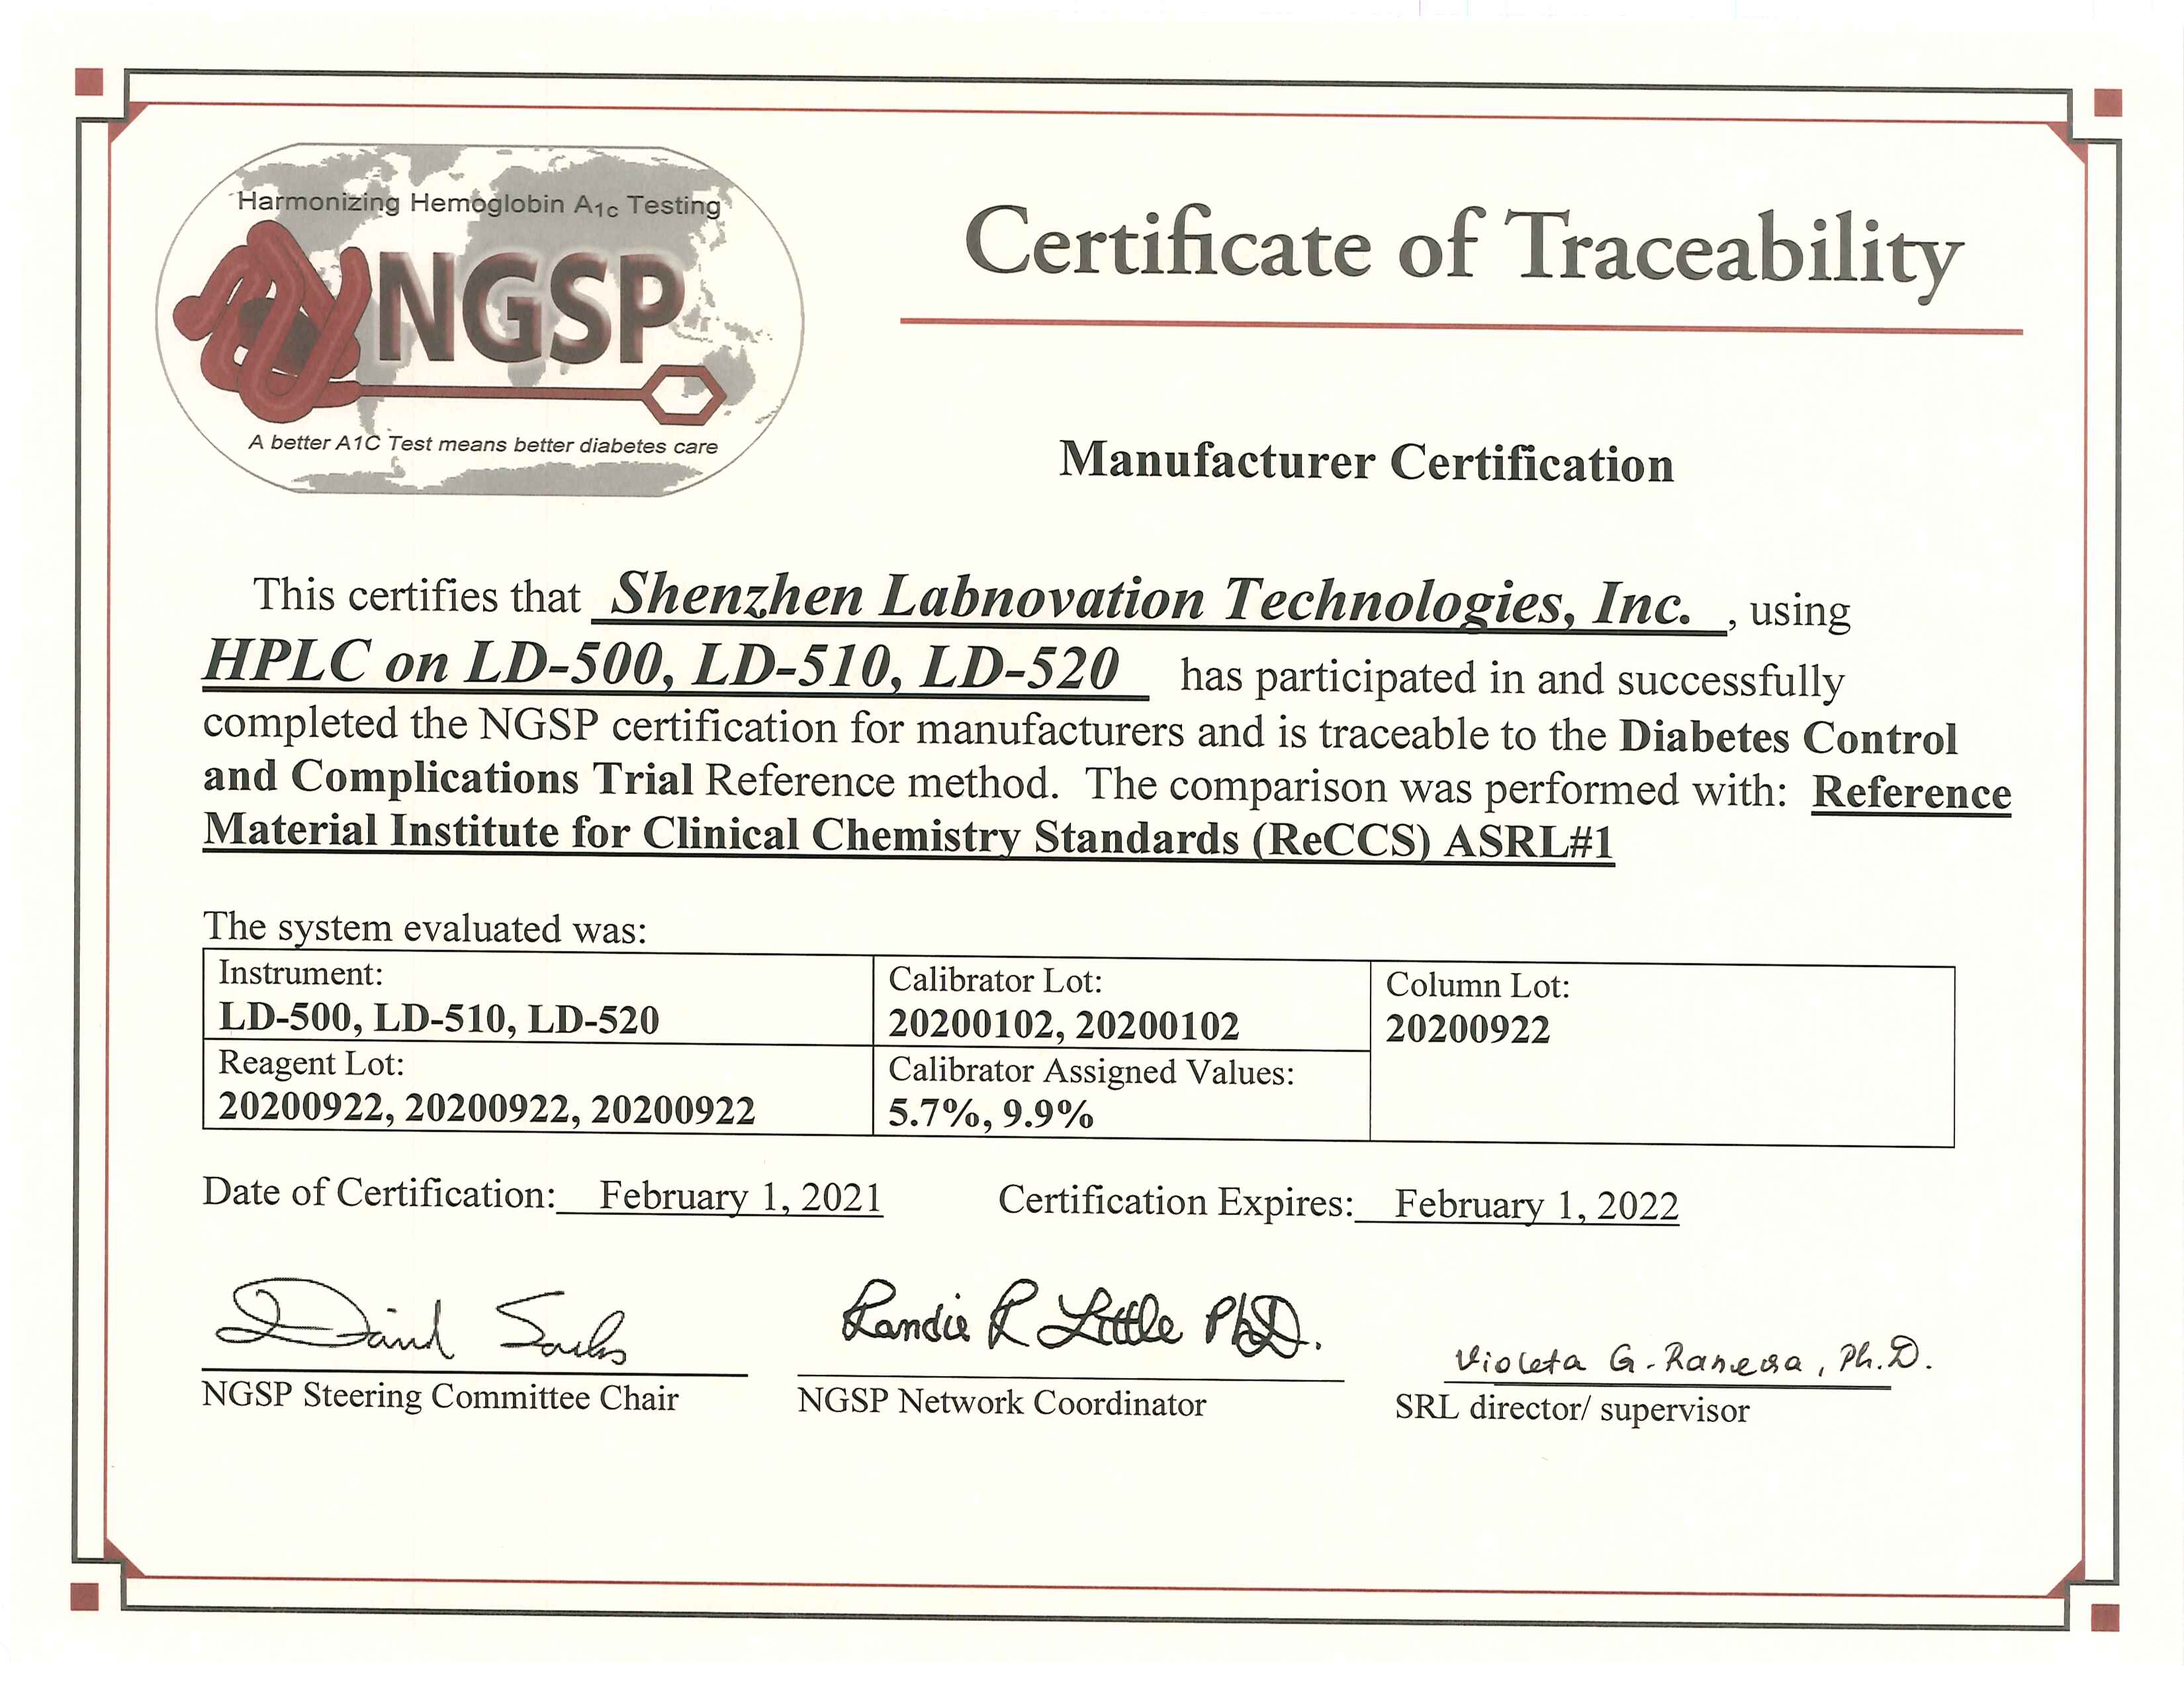 Harmonizing Hemoglobin A1c Testing
NGSP
A better A1C Test means better diabetes care
Certificate of Traceability
Manufacturer Certification
This certifies that Shenzhen Labnovation Technologies, Inc. , using
HPLC on LD-500, LD-510, LD-520 has participated in and successfully
completed the NGSP certification for manufacturers and is traceable to the Diabetes Control
and Complications Trial Reference method. The comparison was performed with: Reference
Material Institute for Clinical Chemistry Standards (ReCCS) ASRL#1
The system evaluated was:
Instrument:
LD-500, LD-510, LD-520
Calibrator Lot:
20200102, 20200102
Column Lot:
20200922
Reagent Lot:
20200922, 20200922, 20200922
Calibrator Assigned Values:
5.7%, 9.9%
Date of Certification: February 1, 2021 Certification Expires: February 1, 2022
David Sacks
Randie R Little PhD.
Violeta G. Raneva, Ph.D.
NGSP Steering Committee Chair
NGSP Network Coordinator
SRL director/ supervisor